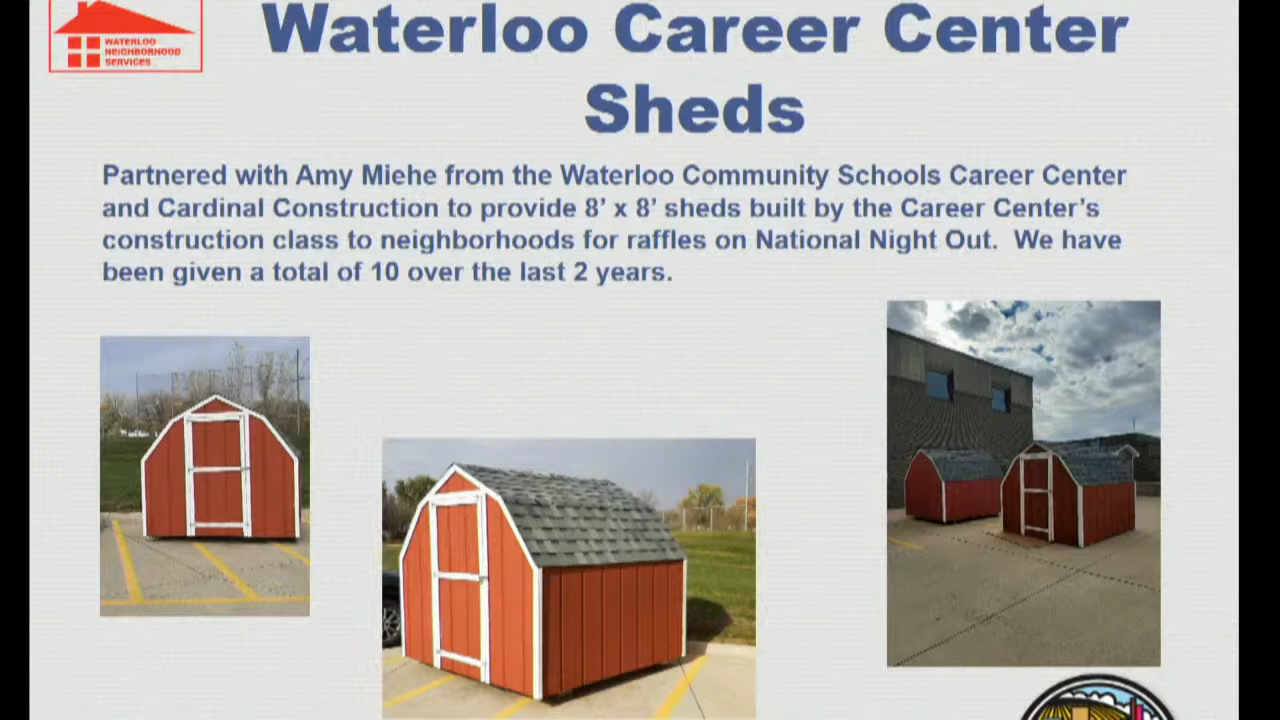 WATERLOO
NEIGHBORHOOD
SERVICES
Waterloo Career Center
Sheds
Partnered with Amy Miehe from the Waterloo Community Schools Career Center
and Cardinal Construction to provide 8’ x 8’ sheds built by the Career Center’s
construction class to neighborhoods for raffles on National Night Out.  We have
been given a total of 10 over the last 2 years.